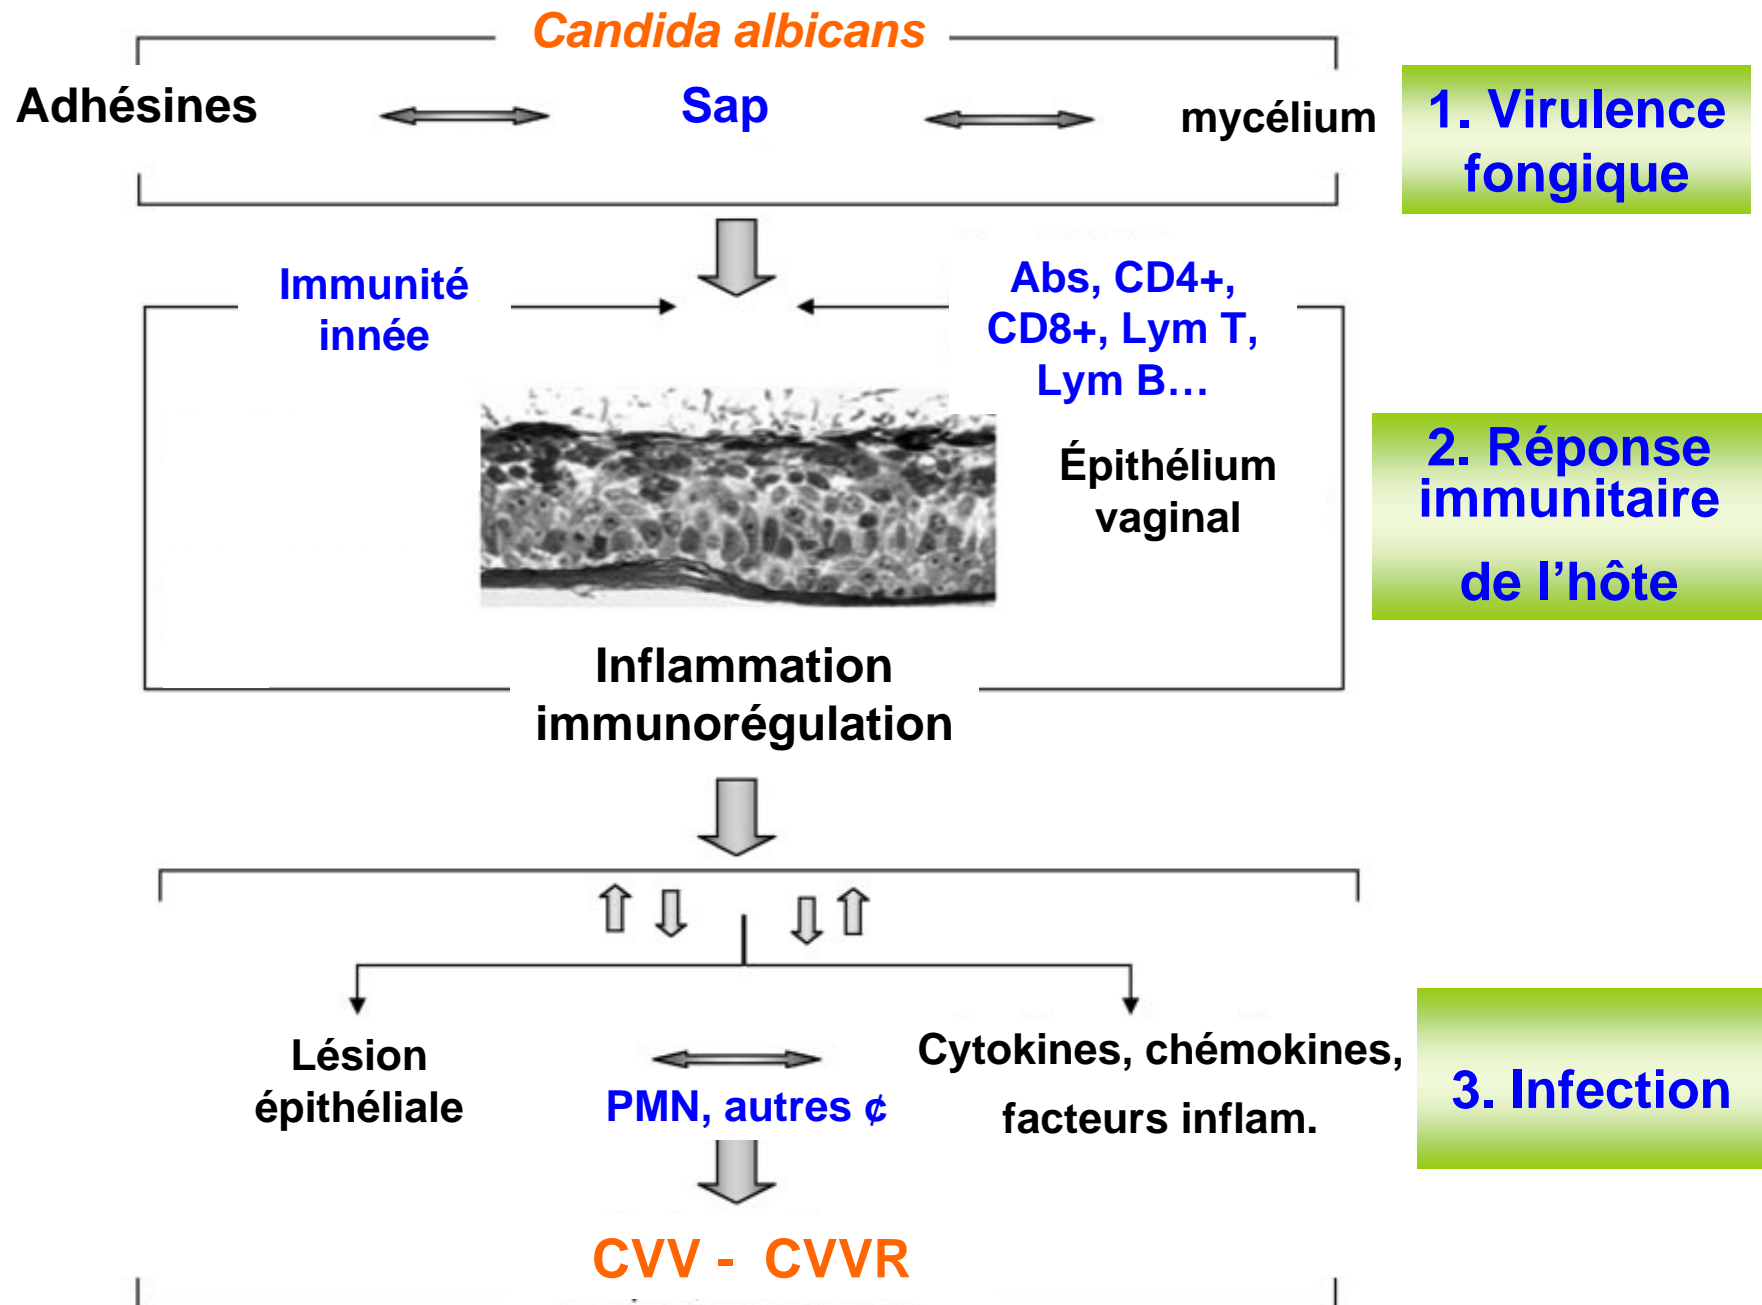 Candida albicans
Adhésines
Sap
mycélium
1. Virulence
fongique
Immunité
innée
Abs, CD4+,
CD8+, Lym T,
Lym B…
Épithélium
vaginal
2. Réponse
immunitaire
de l’hôte
Inflammation
immunorégulation
Lésion
épithéliale
PMN, autres ¢
Cytokines, chémokines,
facteurs inflam.
3. Infection
CVV - CVVR